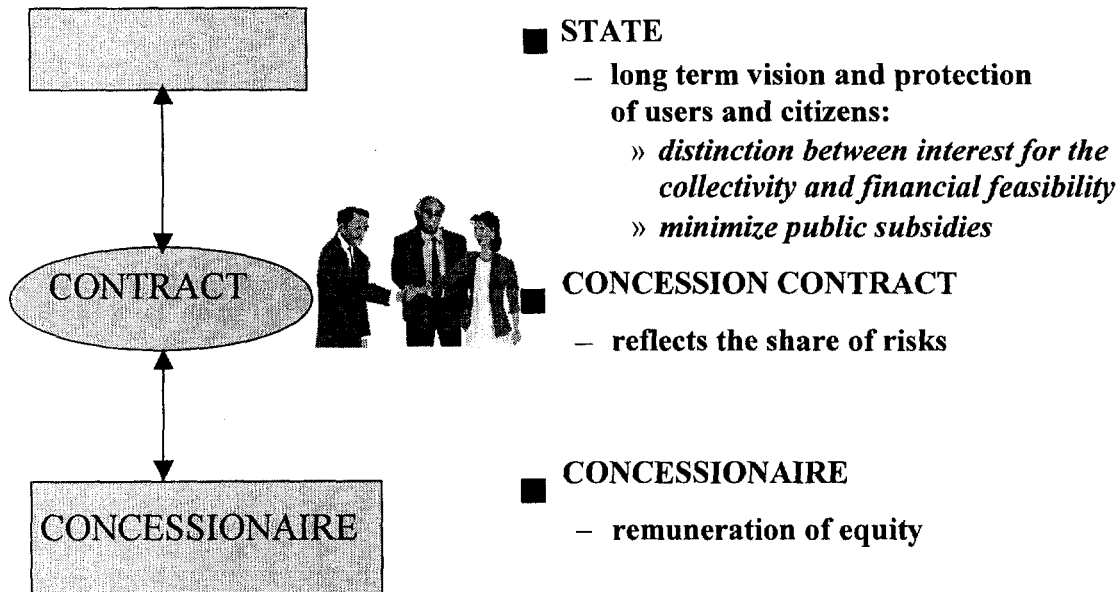 STATE
– long term vision and protection
of users and citizens:
» distinction between interest for the
collectivity and financial feasibility
» minimize public subsidies
CONTRACT
CONCESSION CONTRACT
– reflects the share of risks
CONCESSIONAIRE
CONCESSIONAIRE
– remuneration of equity